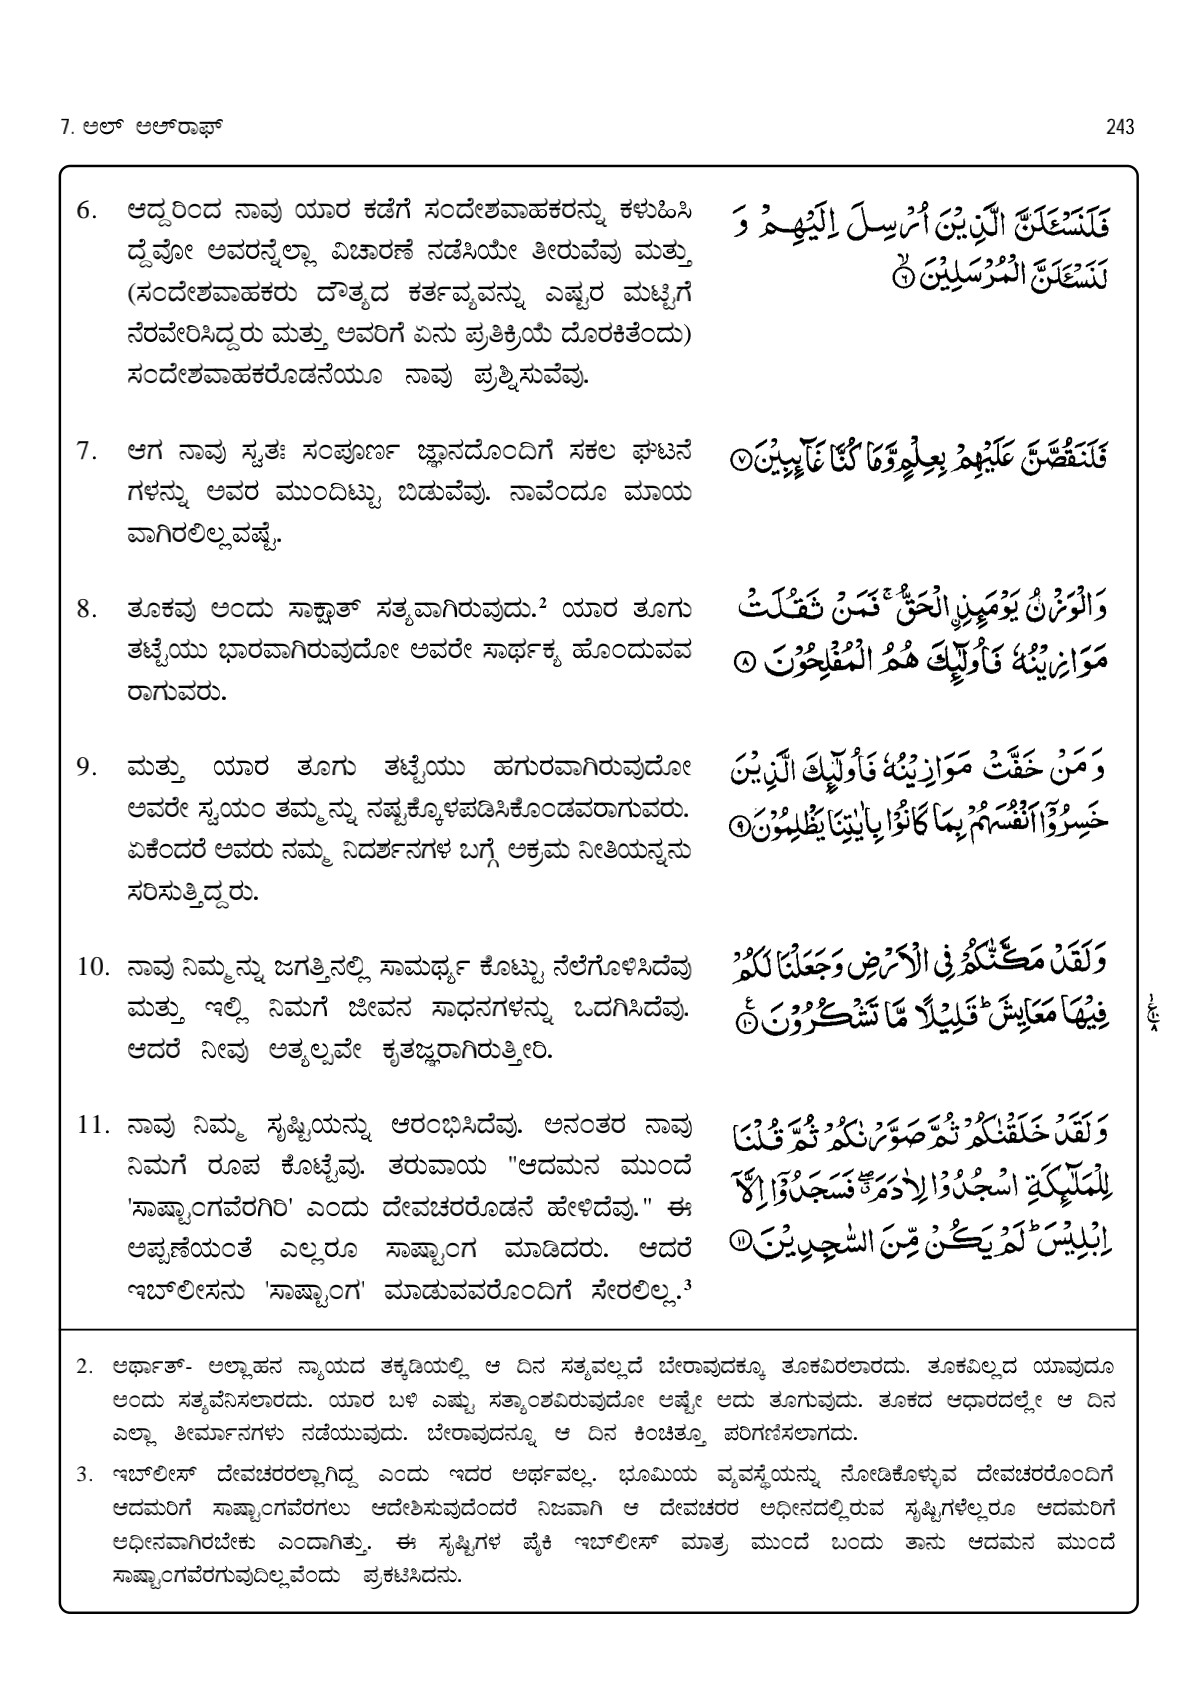 7. ಅಲ್ ಆಅ್‌ರಾಫ್
243
6. ಆದ್ದರಿಂದ ನಾವು ಯಾರ ಕಡೆಗೆ ಸಂದೇಶವಾಹಕರನ್ನು ಕಳುಹಿಸಿ
ದ್ದೆವೋ ಅವರನ್ನೆಲ್ಲಾ ವಿಚಾರಣೆ ನಡೆಸಿಯೇ ತೀರುವೆವು ಮತ್ತು
(ಸಂದೇಶವಾಹಕರು ದೌತ್ಯದ ಕರ್ತವ್ಯವನ್ನು ಎಷ್ಟರ ಮಟ್ಟಿಗೆ
ನೆರವೇರಿಸಿದ್ದರು ಮತ್ತು ಅವರಿಗೆ ಏನು ಪ್ರತಿಕ್ರಿಯೆ ದೊರಕಿತೆಂದು)
ಸಂದೇಶವಾಹಕರೊಡನೆಯೂ ನಾವು ಪ್ರಶ್ನಿಸುವೆವು.
فَلَنَسْـَٔلَنَّ الَّذِيْنَ اُرْسِلَ اِلَيْهِمْ وَ
لَنَسْـَٔلَنَّ الْمُرْسَلِيْنَ ۙ۶
7. ಆಗ ನಾವು ಸ್ವತಃ ಸಂಪೂರ್ಣ ಜ್ಞಾನದೊಂದಿಗೆ ಸಕಲ ಘಟನೆ
ಗಳನ್ನು ಅವರ ಮುಂದಿಟ್ಟು ಬಿಡುವೆವು. ನಾವೆಂದೂ ಮಾಯ
ವಾಗಿರಲಿಲ್ಲವಷ್ಟೆ.
فَلَنَقُصَّنَّ عَلَيْهِمْ بِعِلْمٍ وَّمَا كُنَّا غَآئِبِيْنَ ۷
8. ತೂಕವು ಅಂದು ಸಾಕ್ಷಾತ್ ಸತ್ಯವಾಗಿರುವುದು.² ಯಾರ ತೂಗು
ತಟ್ಟೆಯು ಭಾರವಾಗಿರುವುದೋ ಅವರೇ ಸಾರ್ಥಕ್ಯ ಹೊಂದುವವ
ರಾಗುವರು.
وَالْوَزْنُ يَوْمَئِذِ ِۨالْحَقُّ ۚ فَمَنْ ثَقُلَتْ
مَوَازِيْنُهٗ فَاُولٰٓئِكَ هُمُ الْمُفْلِحُوْنَ ۸
9. ಮತ್ತು ಯಾರ ತೂಗು ತಟ್ಟೆಯು ಹಗುರವಾಗಿರುವುದೋ
ಅವರೇ ಸ್ವಯಂ ತಮ್ಮನ್ನು ನಷ್ಟಕ್ಕೊಳಪಡಿಸಿಕೊಂಡವರಾಗುವರು.
ಏಕೆಂದರೆ ಅವರು ನಮ್ಮ ನಿದರ್ಶನಗಳ ಬಗ್ಗೆ ಅಕ್ರಮ ನೀತಿಯನ್ನನು
ಸರಿಸುತ್ತಿದ್ದರು.
وَمَنْ خَفَّتْ مَوَازِيْنُهٗ فَاُولٰٓئِكَ الَّذِيْنَ
خَسِرُوْٓا اَنْفُسَهُمْ بِمَا كَانُوْا بِاٰيٰتِنَا يَظْلِمُوْنَ ۹
10. ನಾವು ನಿಮ್ಮನ್ನು ಜಗತ್ತಿನಲ್ಲಿ ಸಾಮರ್ಥ್ಯ ಕೊಟ್ಟು ನೆಲೆಗೊಳಿಸಿದೆವು
ಮತ್ತು ಇಲ್ಲಿ ನಿಮಗೆ ಜೀವನ ಸಾಧನಗಳನ್ನು ಒದಗಿಸಿದೆವು.
ಆದರೆ ನೀವು ಅತ್ಯಲ್ಪವೇ ಕೃತಜ್ಞರಾಗಿರುತ್ತೀರಿ.
وَلَقَدْ مَكَّنّٰكُمْ فِى الْاَرْضِ وَجَعَلْنَا لَكُمْ
فِيْهَا مَعَايِشَ ؕ قَلِيْلًا مَّا تَشْكُرُوْنَ ۱۰ ع
11. ನಾವು ನಿಮ್ಮ ಸೃಷ್ಟಿಯನ್ನು ಆರಂಭಿಸಿದೆವು. ಅನಂತರ ನಾವು
ನಿಮಗೆ ರೂಪ ಕೊಟ್ಟೆವು. ತರುವಾಯ "ಆದಮನ ಮುಂದೆ
'ಸಾಷ್ಟಾಂಗವೆರಗಿರಿ' ಎಂದು ದೇವಚರರೊಡನೆ ಹೇಳಿದೆವು." ಈ
ಅಪ್ಪಣೆಯಂತೆ ಎಲ್ಲರೂ ಸಾಷ್ಟಾಂಗ ಮಾಡಿದರು. ಆದರೆ
ಇಬ್‌ಲೀಸನು 'ಸಾಷ್ಟಾಂಗ' ಮಾಡುವವರೊಂದಿಗೆ ಸೇರಲಿಲ್ಲ.³
وَلَقَدْ خَلَقْنٰكُمْ ثُمَّ صَوَّرْنٰكُمْ ثُمَّ قُلْنَا
لِلْمَلٰٓئِكَةِ اسْجُدُوْا لِاٰدَمَ ۖ فَسَجَدُوْٓا اِلَّآ
اِبْلِيْسَ ؕ لَمْ يَكُنْ مِّنَ السّٰجِدِيْنَ ۱۱
2. ಅರ್ಥಾತ್- ಅಲ್ಲಾಹನ ನ್ಯಾಯದ ತಕ್ಕಡಿಯಲ್ಲಿ ಆ ದಿನ ಸತ್ಯವಲ್ಲದೆ ಬೇರಾವುದಕ್ಕೂ ತೂಕವಿರಲಾರದು. ತೂಕವಿಲ್ಲದ ಯಾವುದೂ
ಅಂದು ಸತ್ಯವೆನಿಸಲಾರದು. ಯಾರ ಬಳಿ ಎಷ್ಟು ಸತ್ಯಾಂಶವಿರುವುದೋ ಅಷ್ಟೇ ಅದು ತೂಗುವುದು. ತೂಕದ ಆಧಾರದಲ್ಲೇ ಆ ದಿನ
ಎಲ್ಲಾ ತೀರ್ಮಾನಗಳು ನಡೆಯುವುದು. ಬೇರಾವುದನ್ನೂ ಆ ದಿನ ಕಿಂಚಿತ್ತೂ ಪರಿಗಣಿಸಲಾಗದು.
3. ಇಬ್‌ಲೀಸ್ ದೇವಚರರಲ್ಲಾಗಿದ್ದ ಎಂದು ಇದರ ಅರ್ಥವಲ್ಲ. ಭೂಮಿಯ ವ್ಯವಸ್ಥೆಯನ್ನು ನೋಡಿಕೊಳ್ಳುವ ದೇವಚರರೊಂದಿಗೆ
ಆದಮರಿಗೆ ಸಾಷ್ಟಾಂಗವೆರಗಲು ಆದೇಶಿಸುವುದೆಂದರೆ ನಿಜವಾಗಿ ಆ ದೇವಚರರ ಅಧೀನದಲ್ಲಿರುವ ಸೃಷ್ಟಿಗಳೆಲ್ಲರೂ ಆದಮರಿಗೆ
ಅಧೀನವಾಗಿರಬೇಕು ಎಂದಾಗಿತ್ತು. ಈ ಸೃಷ್ಟಿಗಳ ಪೈಕಿ ಇಬ್‌ಲೀಸ್ ಮಾತ್ರ ಮುಂದೆ ಬಂದು ತಾನು ಆದಮನ ಮುಂದೆ
ಸಾಷ್ಟಾಂಗವೆರಗುವುದಿಲ್ಲವೆಂದು ಪ್ರಕಟಿಸಿದನು.